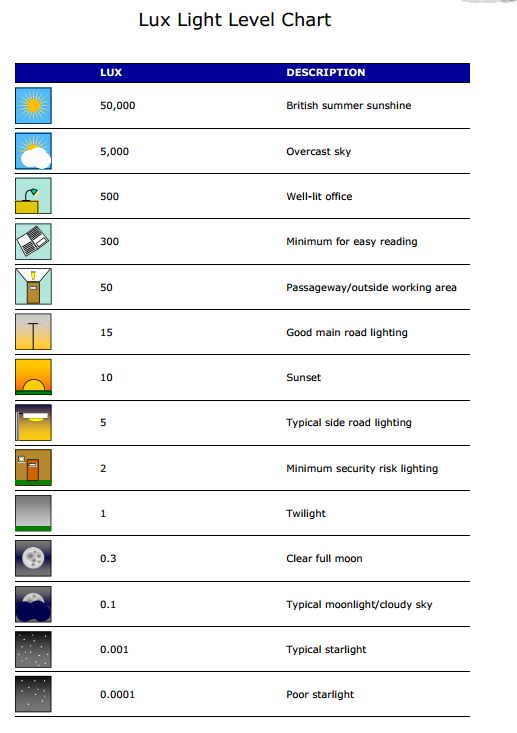 Lux Light Level Chart
LUX DESCRIPTION
50,000 British summer sunshine
5,000 Overcast sky
500 Well-lit office
300 Minimum for easy reading
50 Passageway/outside working area
15 Good main road lighting
10 Sunset
5 Typical side road lighting
2 Minimum security risk lighting
1 Twilight
0.3 Clear full moon
0.1 Typical moonlight/cloudy sky
0.001 Typical starlight
0.0001 Poor starlight